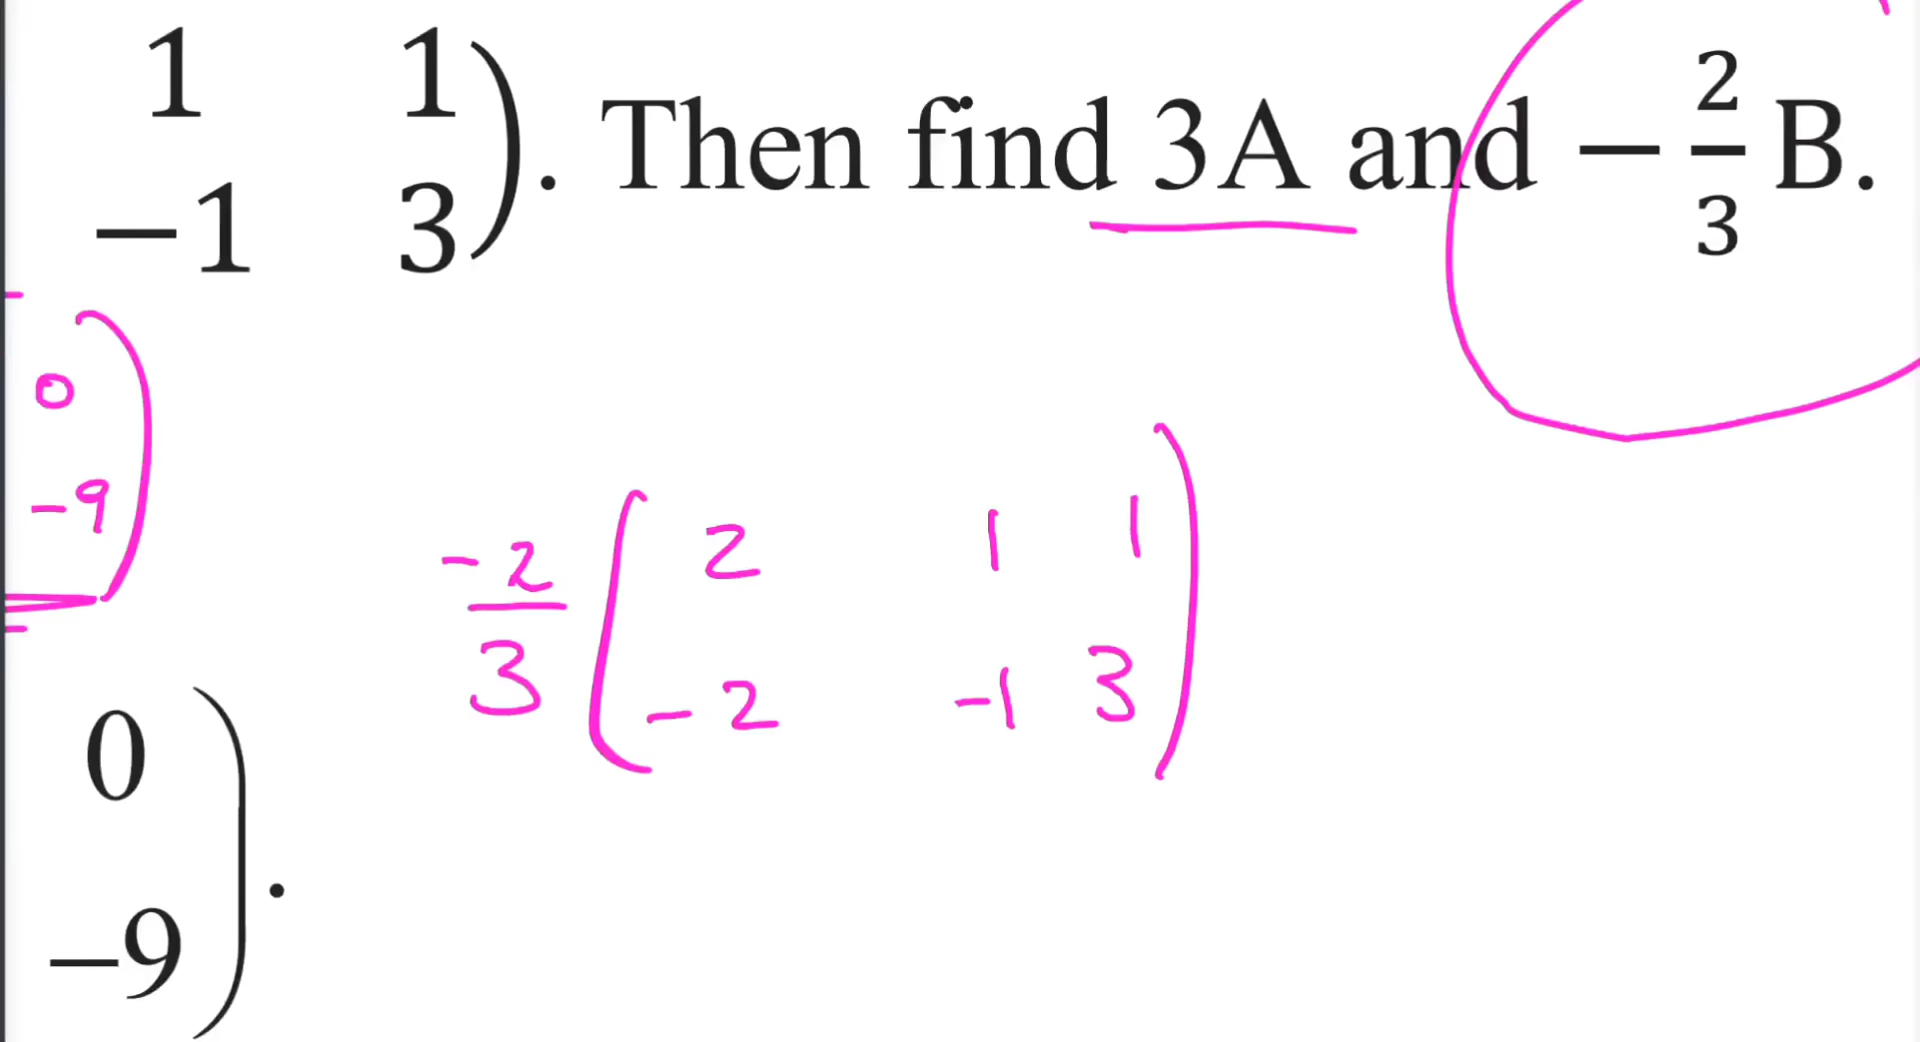 1 1
−1 3). Then find 3A and −2/3 B.
0
-9)
-2/3 (2 1 1
-2 -1 3)
0
−9).